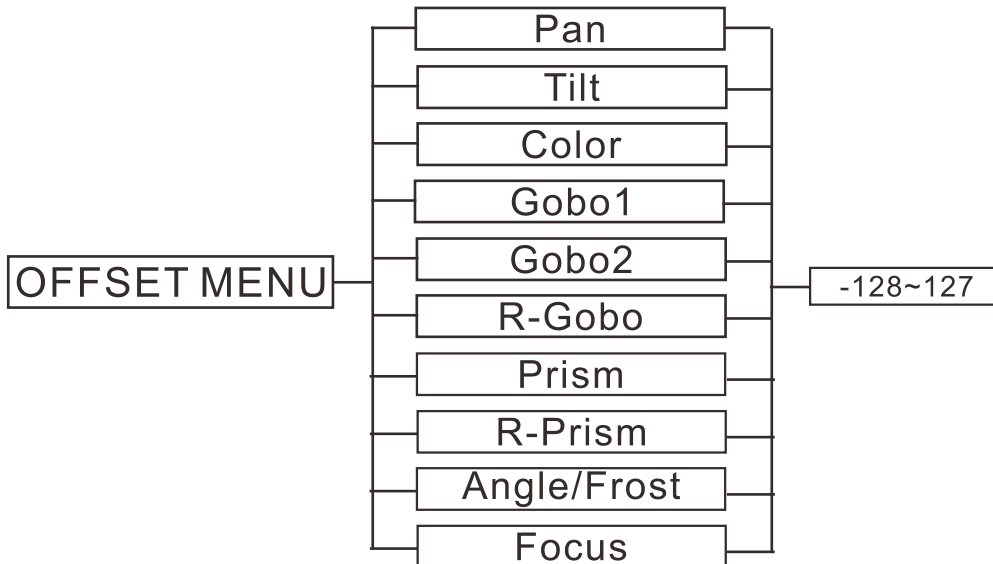 OFFSET MENU
Pan
Tilt
Color
Gobo1
Gobo2
R-Gobo
Prism
R-Prism
Angle/Frost
Focus
-128~127